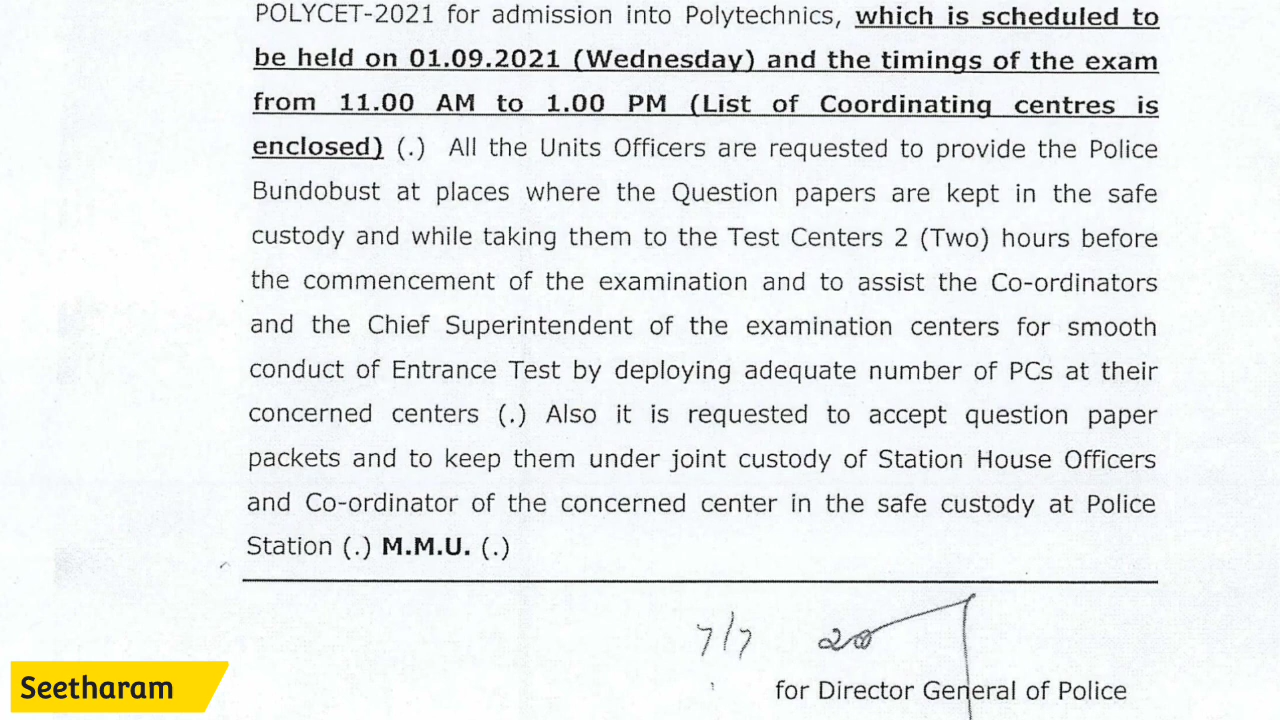 POLYCET-2021 for admission into Polytechnics, which is scheduled to
be held on 01.09.2021 (Wednesday) and the timings of the exam
from 11.00 AM to 1.00 PM (List of Coordinating centres is
enclosed) (.) All the Units Officers are requested to provide the Police
Bundobust at places where the Question papers are kept in the safe
custody and while taking them to the Test Centers 2 (Two) hours before
the commencement of the examination and to assist the Co-ordinators
and the Chief Superintendent of the examination centers for smooth
conduct of Entrance Test by deploying adequate number of PCs at their
concerned centers (.) Also it is requested to accept question paper
packets and to keep them under joint custody of Station House Officers
and Co-ordinator of the concerned center in the safe custody at Police
Station (.) M.M.U. (.)
7/7
for Director General of Police
Seetharam